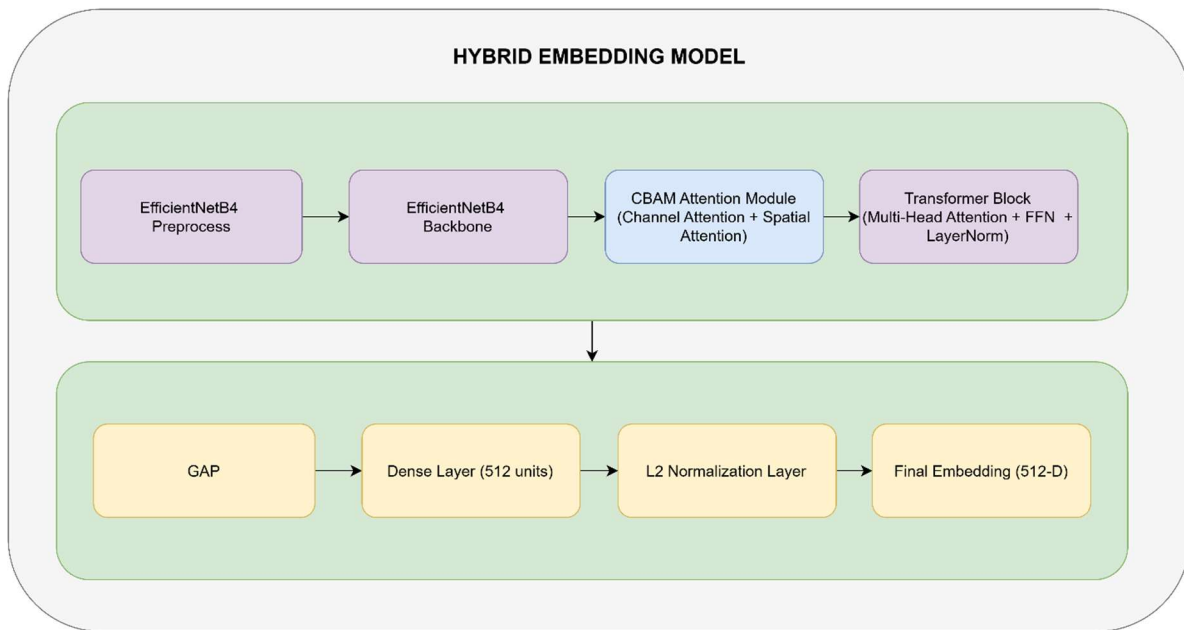 HYBRID EMBEDDING MODEL
EfficientNetB4
Preprocess
EfficientNetB4
Backbone
CBAM Attention Module
(Channel Attention + Spatial
Attention)
Transformer Block
(Multi-Head Attention + FFN +
LayerNorm)
GAP
Dense Layer (512 units)
L2 Normalization Layer
Final Embedding (512-D)